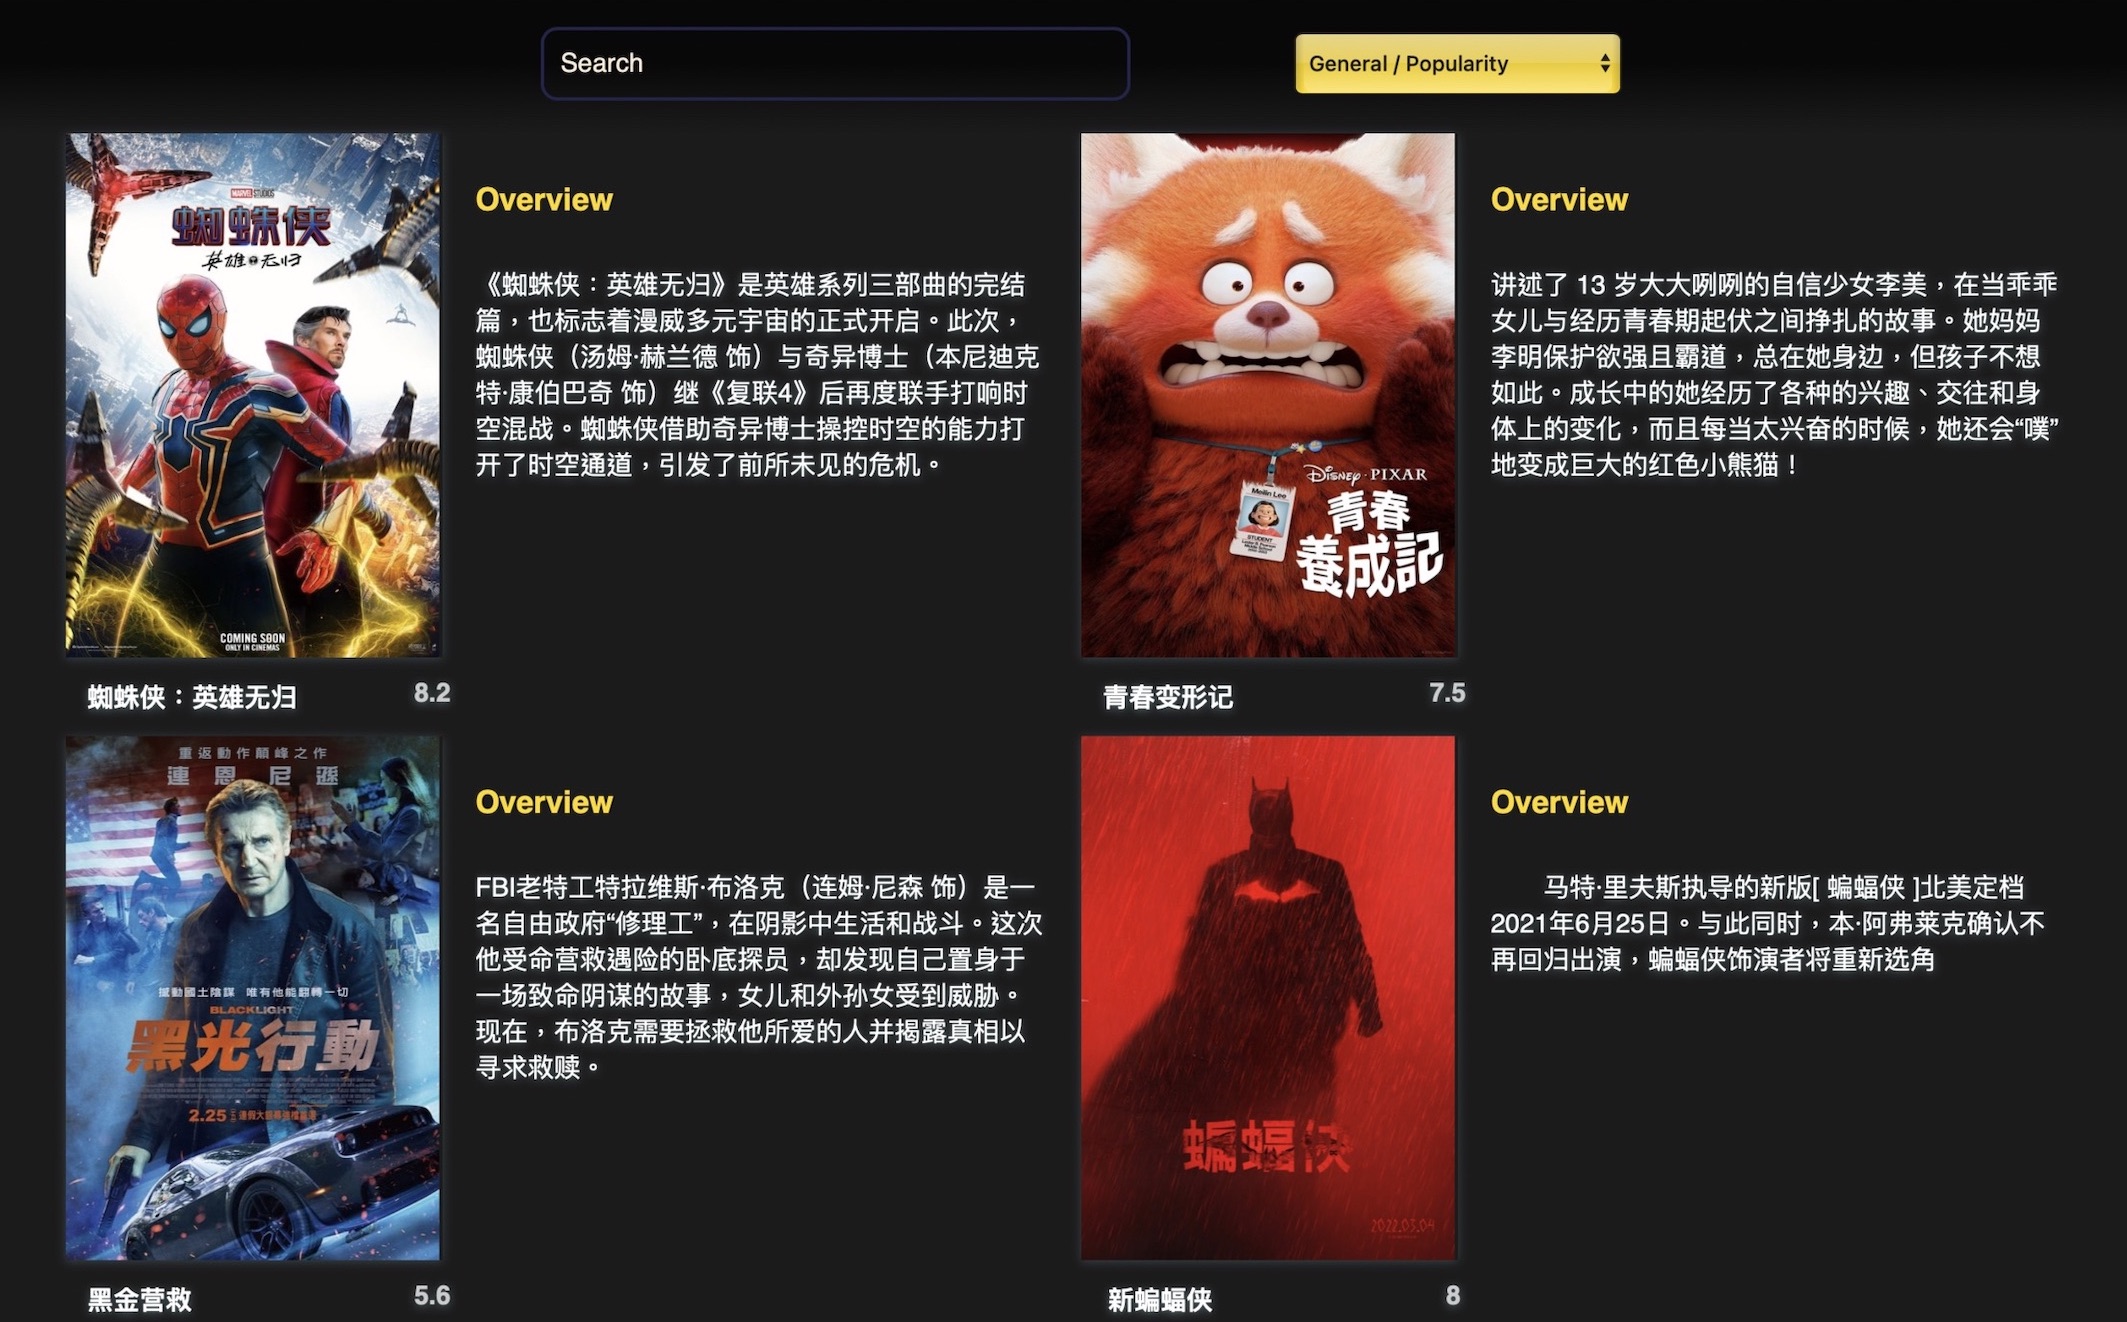 Search
General / Popularity
MARVEL STUDIOS
蜘蛛侠
英雄无归
COMING SOON
ONLY IN CINEMAS
Overview
《蜘蛛侠：英雄无归》是英雄系列三部曲的完结
篇，也标志着漫威多元宇宙的正式开启。此次，
蜘蛛侠（汤姆·赫兰德 饰）与奇异博士（本尼迪克
特·康伯巴奇 饰）继《复联4》后再度联手打响时
空混战。蜘蛛侠借助奇异博士操控时空的能力打
开了时空通道，引发了前所未见的危机。
蜘蛛侠：英雄无归
8.2
Meilin Lee
STUDENT
DISNEY · PIXAR
青春
養成記
Overview
讲述了 13 岁大大咧咧的自信少女李美，在当乖乖
女儿与经历青春期起伏之间挣扎的故事。她妈妈
李明保护欲强且霸道，总在她身边，但孩子不想
如此。成长中的她经历了各种的兴趣、交往和身
体上的变化，而且每当太兴奋的时候，她还会“噗”
地变成巨大的红色小熊猫！
青春变形记
7.5
重返動作顛峰之作
連恩尼遜
撼動國土陰謀 唯有他能翻轉一切
BLACKLIGHT
黑光行動
2.25
Overview
FBI老特工特拉维斯·布洛克（连姆·尼森 饰）是一
名自由政府“修理工”，在阴影中生活和战斗。这次
他受命营救遇险的卧底探员，却发现自己置身于
一场致命阴谋的故事，女儿和外孙女受到威胁。
现在，布洛克需要拯救他所爱的人并揭露真相以
寻求救赎。
黑金营救
5.6
蝙蝠侠
2022.03.04
Overview
马特·里夫斯执导的新版[ 蝙蝠侠 ]北美定档
2021年6月25日。与此同时，本·阿弗莱克确认不
再回归出演，蝙蝠侠饰演者将重新选角
新蝙蝠侠
8